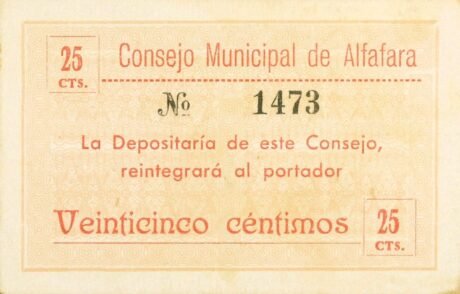 25
CTS.
Consejo Municipal de Alfafara
No 1473
La Depositaría de este Consejo,
reintegrará al portador
Veinticinco céntimos
25
CTS.